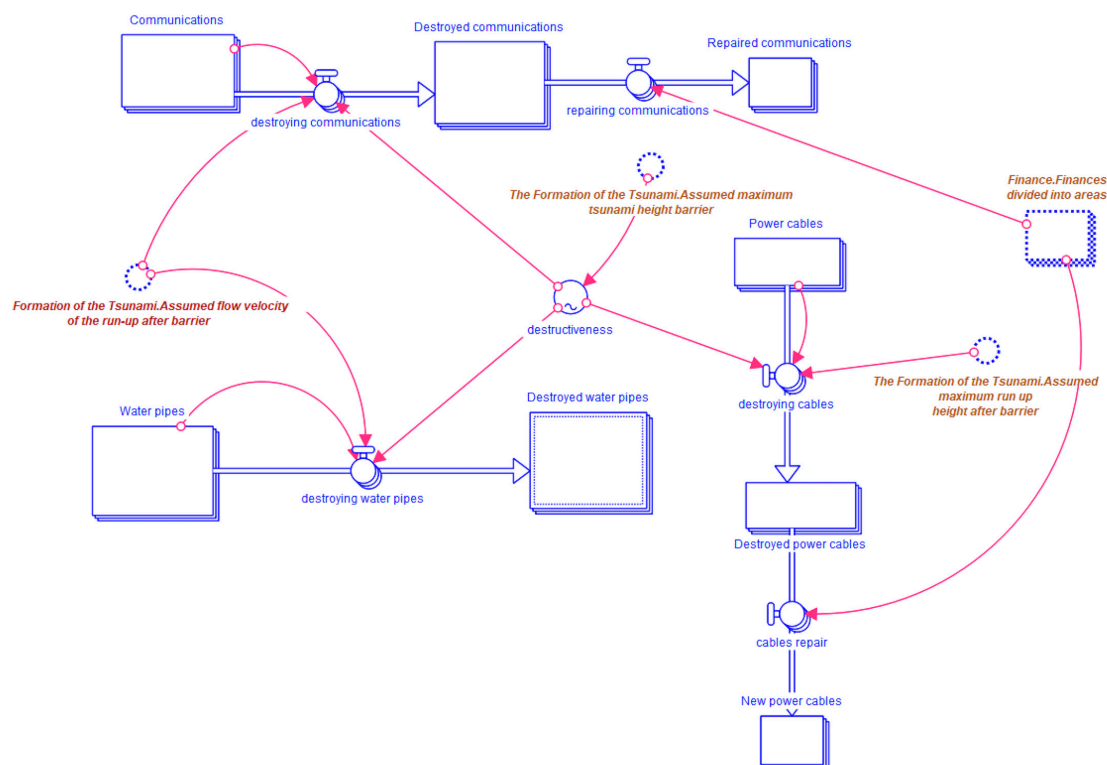 Communications
Destroyed communications
Repaired communications
destroying communications
repairing communications
The Formation of the Tsunami.Assumed maximum
tsunami height barrier
Finance.Finances
divided into areas
Power cables
Formation of the Tsunami.Assumed flow velocity
of the run-up after barrier
destructiveness
The Formation of the Tsunami.Assumed
maximum run up
height after barrier
destroying cables
Water pipes
Destroyed water pipes
destroying water pipes
Destroyed power cables
cables repair
New power cables